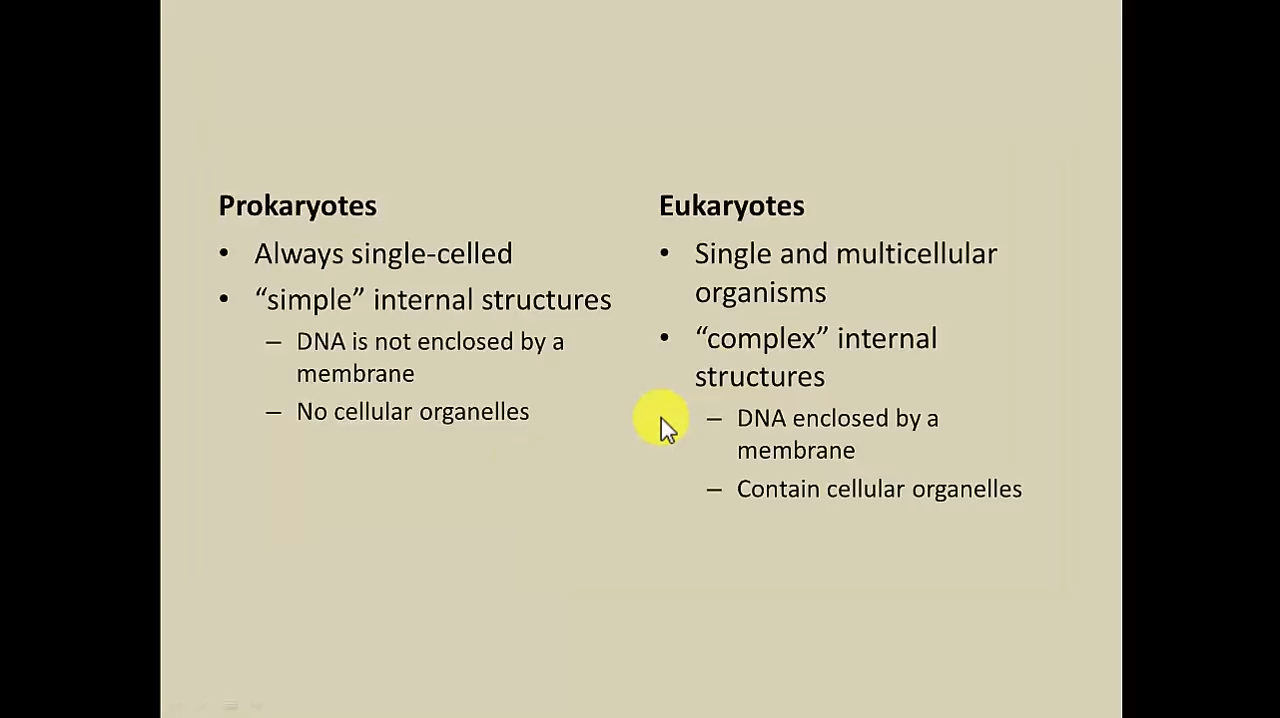 Prokaryotes
• Always single-celled
• “simple” internal structures
– DNA is not enclosed by a
membrane
– No cellular organelles
Eukaryotes
• Single and multicellular
organisms
• “complex” internal
structures
– DNA enclosed by a
membrane
– Contain cellular organelles